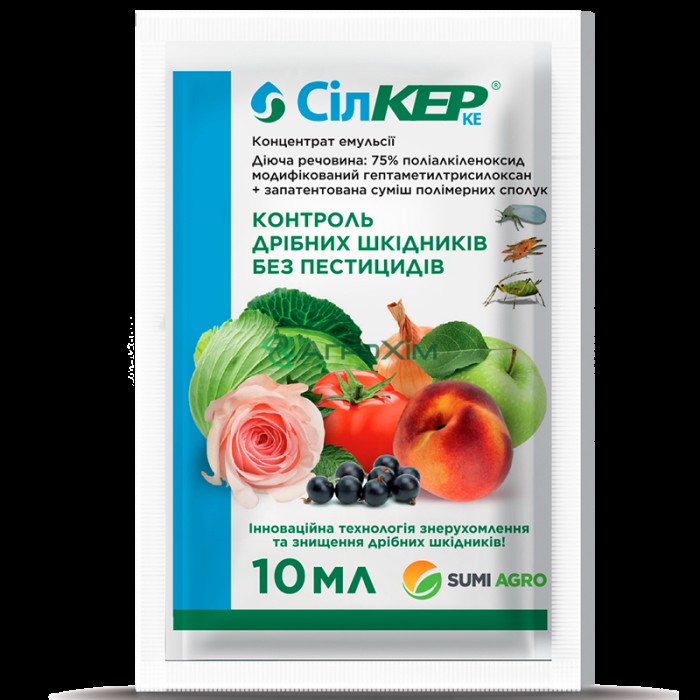 СілКЕР®
КЕ
Концентрат емульсії
Діюча речовина: 75% поліалкіленоксид
модифікований гептаметилтрисилоксан
+ запатентована суміш полімерних сполук
КОНТРОЛЬ
ДРІБНИХ ШКІДНИКІВ
БЕЗ ПЕСТИЦИДІВ
АГРОХІМ
Інноваційна технологія знерухомлення
та знищення дрібних шкідників!
10 МЛ
SUMI AGRO